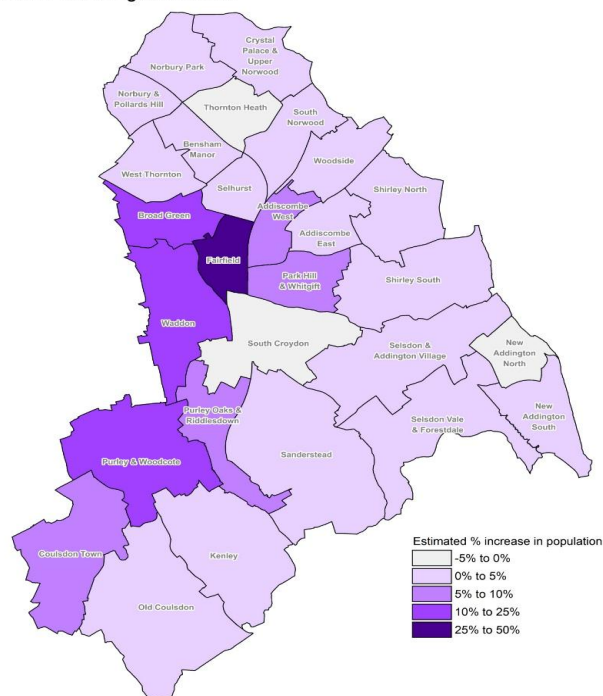 Crystal
Palace &
Upper
Norwood
Norbury Park
Norbury &
Pollards Hill
Thornton Heath
South
Norwood
Bensham
Manor
Woodside
West Thornton
Selhurst
Shirley North
Broad Green
Addiscombe
West
Addiscombe
East
Fairfield
Park Hill
& Whitgift
Shirley South
Waddon
South Croydon
Selsdon &
Addington Village
New
Addington
North
Purley Oaks &
Riddlesdown
Selsdon Vale
& Forestdale
New
Addington
South
Sanderstead
Purley & Woodcote
Coulsdon Town
Kenley
Old Coulsdon
Estimated % increase in population
-5% to 0%
0% to 5%
5% to 10%
10% to 25%
25% to 50%